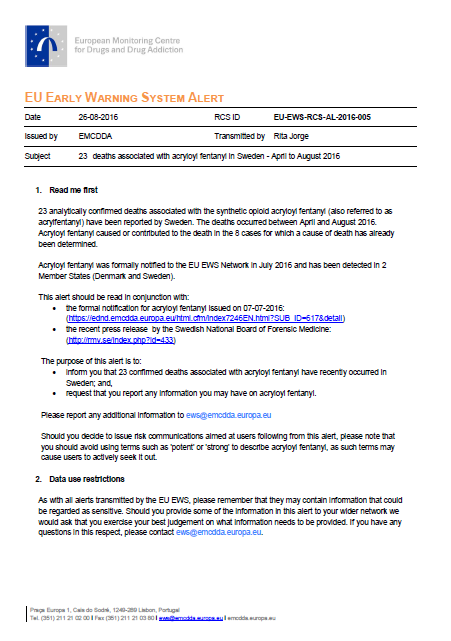 European Monitoring Centre
for Drugs and Drug Addiction
EU EARLY WARNING SYSTEM ALERT
Date 26-08-2016 RCS ID EU-EWS-RCS-AL-2016-005
Issued by EMCDDA Transmitted by Rita Jorge
Subject 23 deaths associated with acryloyl fentanyl in Sweden - April to August 2016
1. Read me first
23 analytically confirmed deaths associated with the synthetic opioid acryloyl fentanyl (also referred to as
acrylfentanyl) have been reported by Sweden. The deaths occurred between April and August 2016.
Acryloyl fentanyl caused or contributed to the death in the 8 cases for which a cause of death has already
been determined.
Acryloyl fentanyl was formally notified to the EU EWS Network in July 2016 and has been detected in 2
Member States (Denmark and Sweden).
This alert should be read in conjunction with:
• the formal notification for acryloyl fentanyl issued on 07-07-2016:
(https://ednd.emcdda.europa.eu/html.cfm/index7246EN.html?SUB_ID=617&detail)
• the recent press release by the Swedish National Board of Forensic Medicine:
(http://rmv.se/index.php?id=433)
The purpose of this alert is to:
• inform you that 23 confirmed deaths associated with acryloyl fentanyl have recently occurred in
Sweden; and,
• request that you report any information you may have on acryloyl fentanyl.
Please report any additional information to ews@emcdda.europa.eu
Should you decide to issue risk communications aimed at users following from this alert, please note that
you should avoid using terms such as 'potent' or 'strong' to describe acryloyl fentanyl, as such terms may
cause users to actively seek it out.
2. Data use restrictions
As with all alerts transmitted by the EU EWS, please remember that they may contain information that could
be regarded as sensitive. Should you provide some of the information in this alert to your wider network we
would ask that you exercise your best judgement on what information needs to be provided. If you have any
questions in this respect, please contact ews@emcdda.europa.eu.
Praça Europa 1, Cais do Sodré, 1249-289 Lisbon, Portugal
Tel. (351) 211 21 02 00 I Fax (351) 211 21 03 80 I ews@emcdda.europa.eu I emcdda.europa.eu